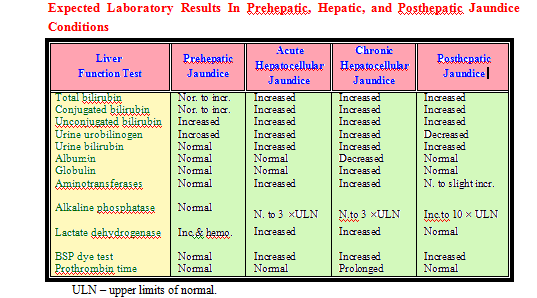 Expected Laboratory Results In Prehepatic, Hepatic, and Posthepatic Jaundice
Conditions
Liver Function Test	Prehepatic Jaundice	Acute Hepatocellular Jaundice	Chronic Hepatocellular Jaundice	Posthepatic Jaundice
Total bilirubin	Nor. to incr.	Increased	Increased	Increased
Conjugated bilirubin	Nor. to incr.	Increased	Increased	Increased
Unconjugated bilirubin	Increased	Increased	Increased	Increased
Urine urobilinogen	Increased	Increased	Increased	Decreased
Urine bilirubin	Normal	Increased	Increased	Increased
Albumin	Normal	Normal	Decreased	Normal
Globulin	Normal	Increased	Increased	Normal
Aminotransferases	Normal	Increased	Increased	N. to slight incr.
Alkaline phosphatase	Normal	N. to 3 ×ULN	N.to 3 ×ULN	Inc.to 10 × ULN
Lactate dehydrogenase	Inc.& hemo.	Increased	Increased	Normal
BSP dye test	Normal	Increased	Increased	Increased
Prothrombin time	Normal	Normal	Prolonged	Normal
ULN – upper limits of normal.